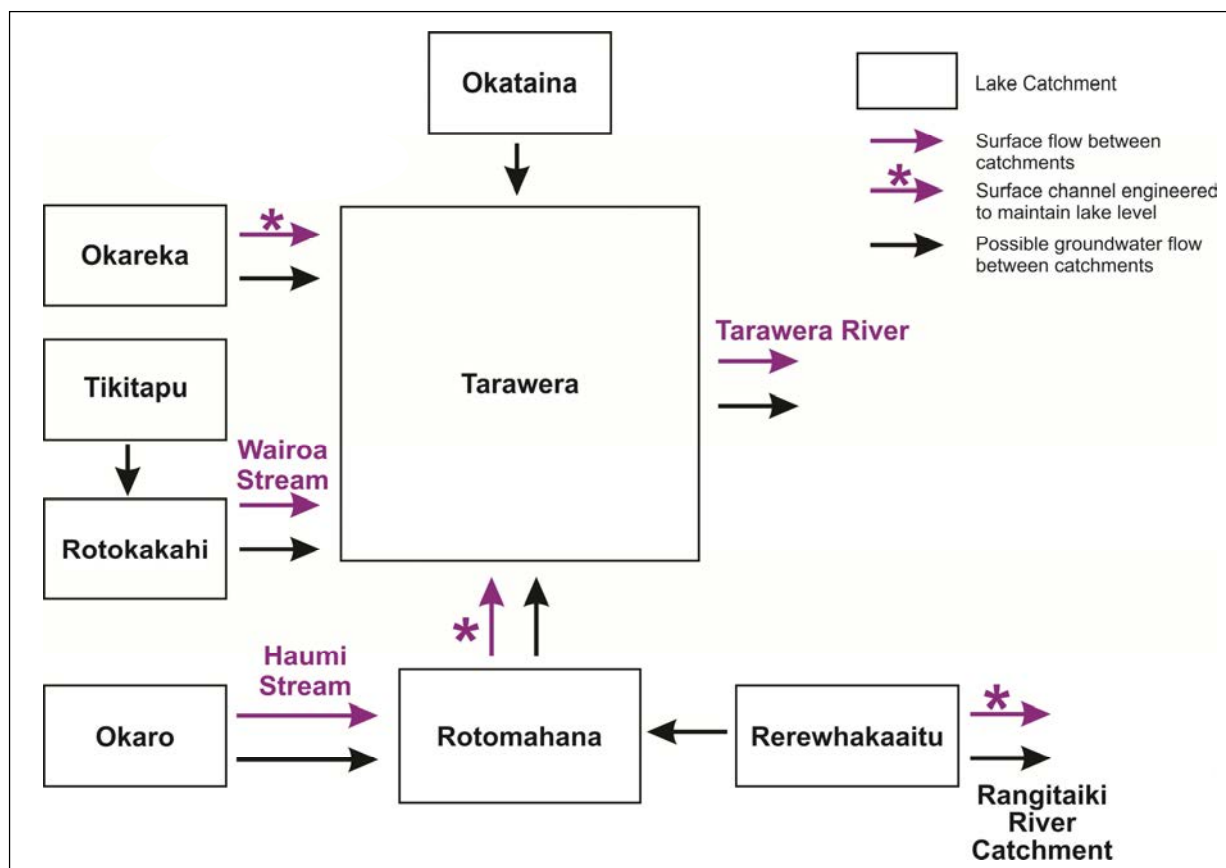 Okataina
Lake Catchment
Surface flow between
catchments
*
Surface channel engineered
to maintain lake level
Possible groundwater flow
between catchments
*
Okareka
Tarawera River
Tikitapu
Tarawera
Wairoa
Stream
Rotokakahi
*
Haumi
Stream
Okaro
Rotomahana
Rerewhakaaitu
*
Rangitaiki
River
Catchment